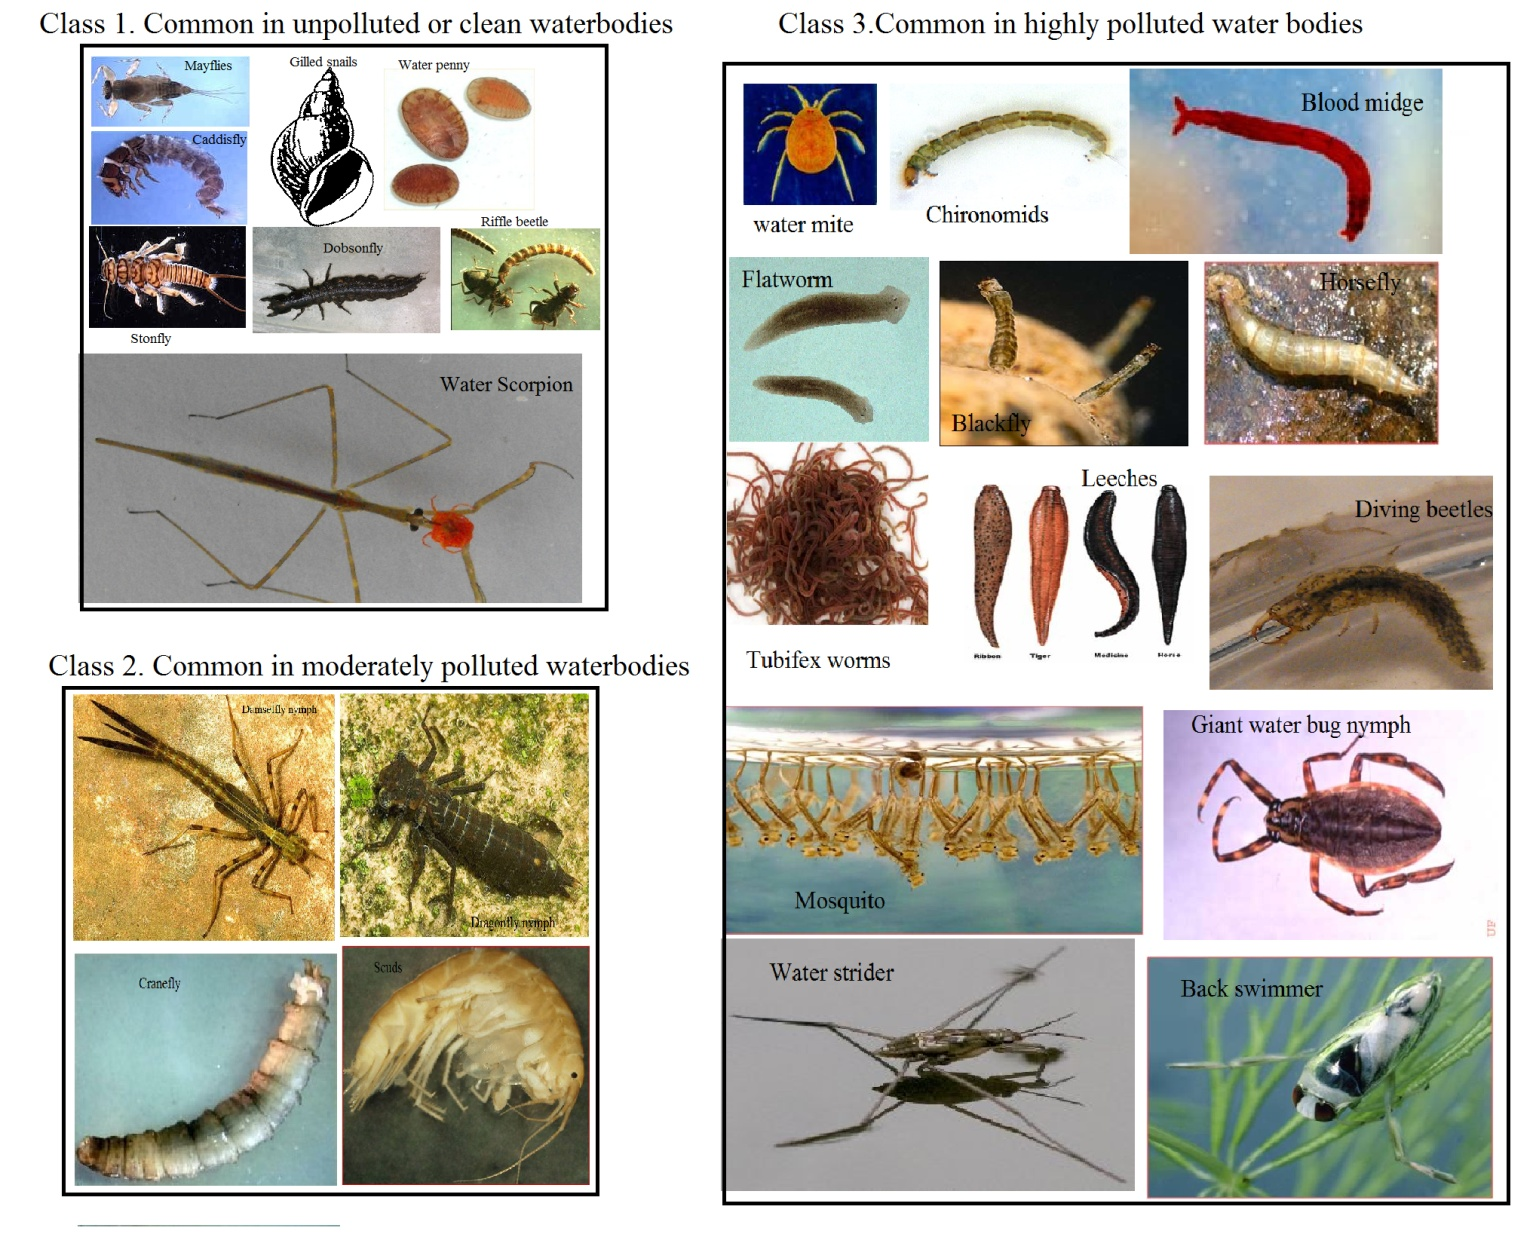 Class 1. Common in unpolluted or clean waterbodies
Mayflies
Gilled snails
Water penny
Caddisfly
Riffle beetle
Dobsonfly
Stonfly
Water Scorpion
Class 2. Common in moderately polluted waterbodies
Damselfly nymph
Dragonfly nymph
Cranefly
Scuds
Class 3.Common in highly polluted water bodies
water mite
Chironomids
Blood midge
Flatworm
Blackfly
Horsefly
Tubifex worms
Leeches
Ribbon Tiger Medicine Horse
Diving beetles
Mosquito
Giant water bug nymph
UF
Water strider
Back swimmer